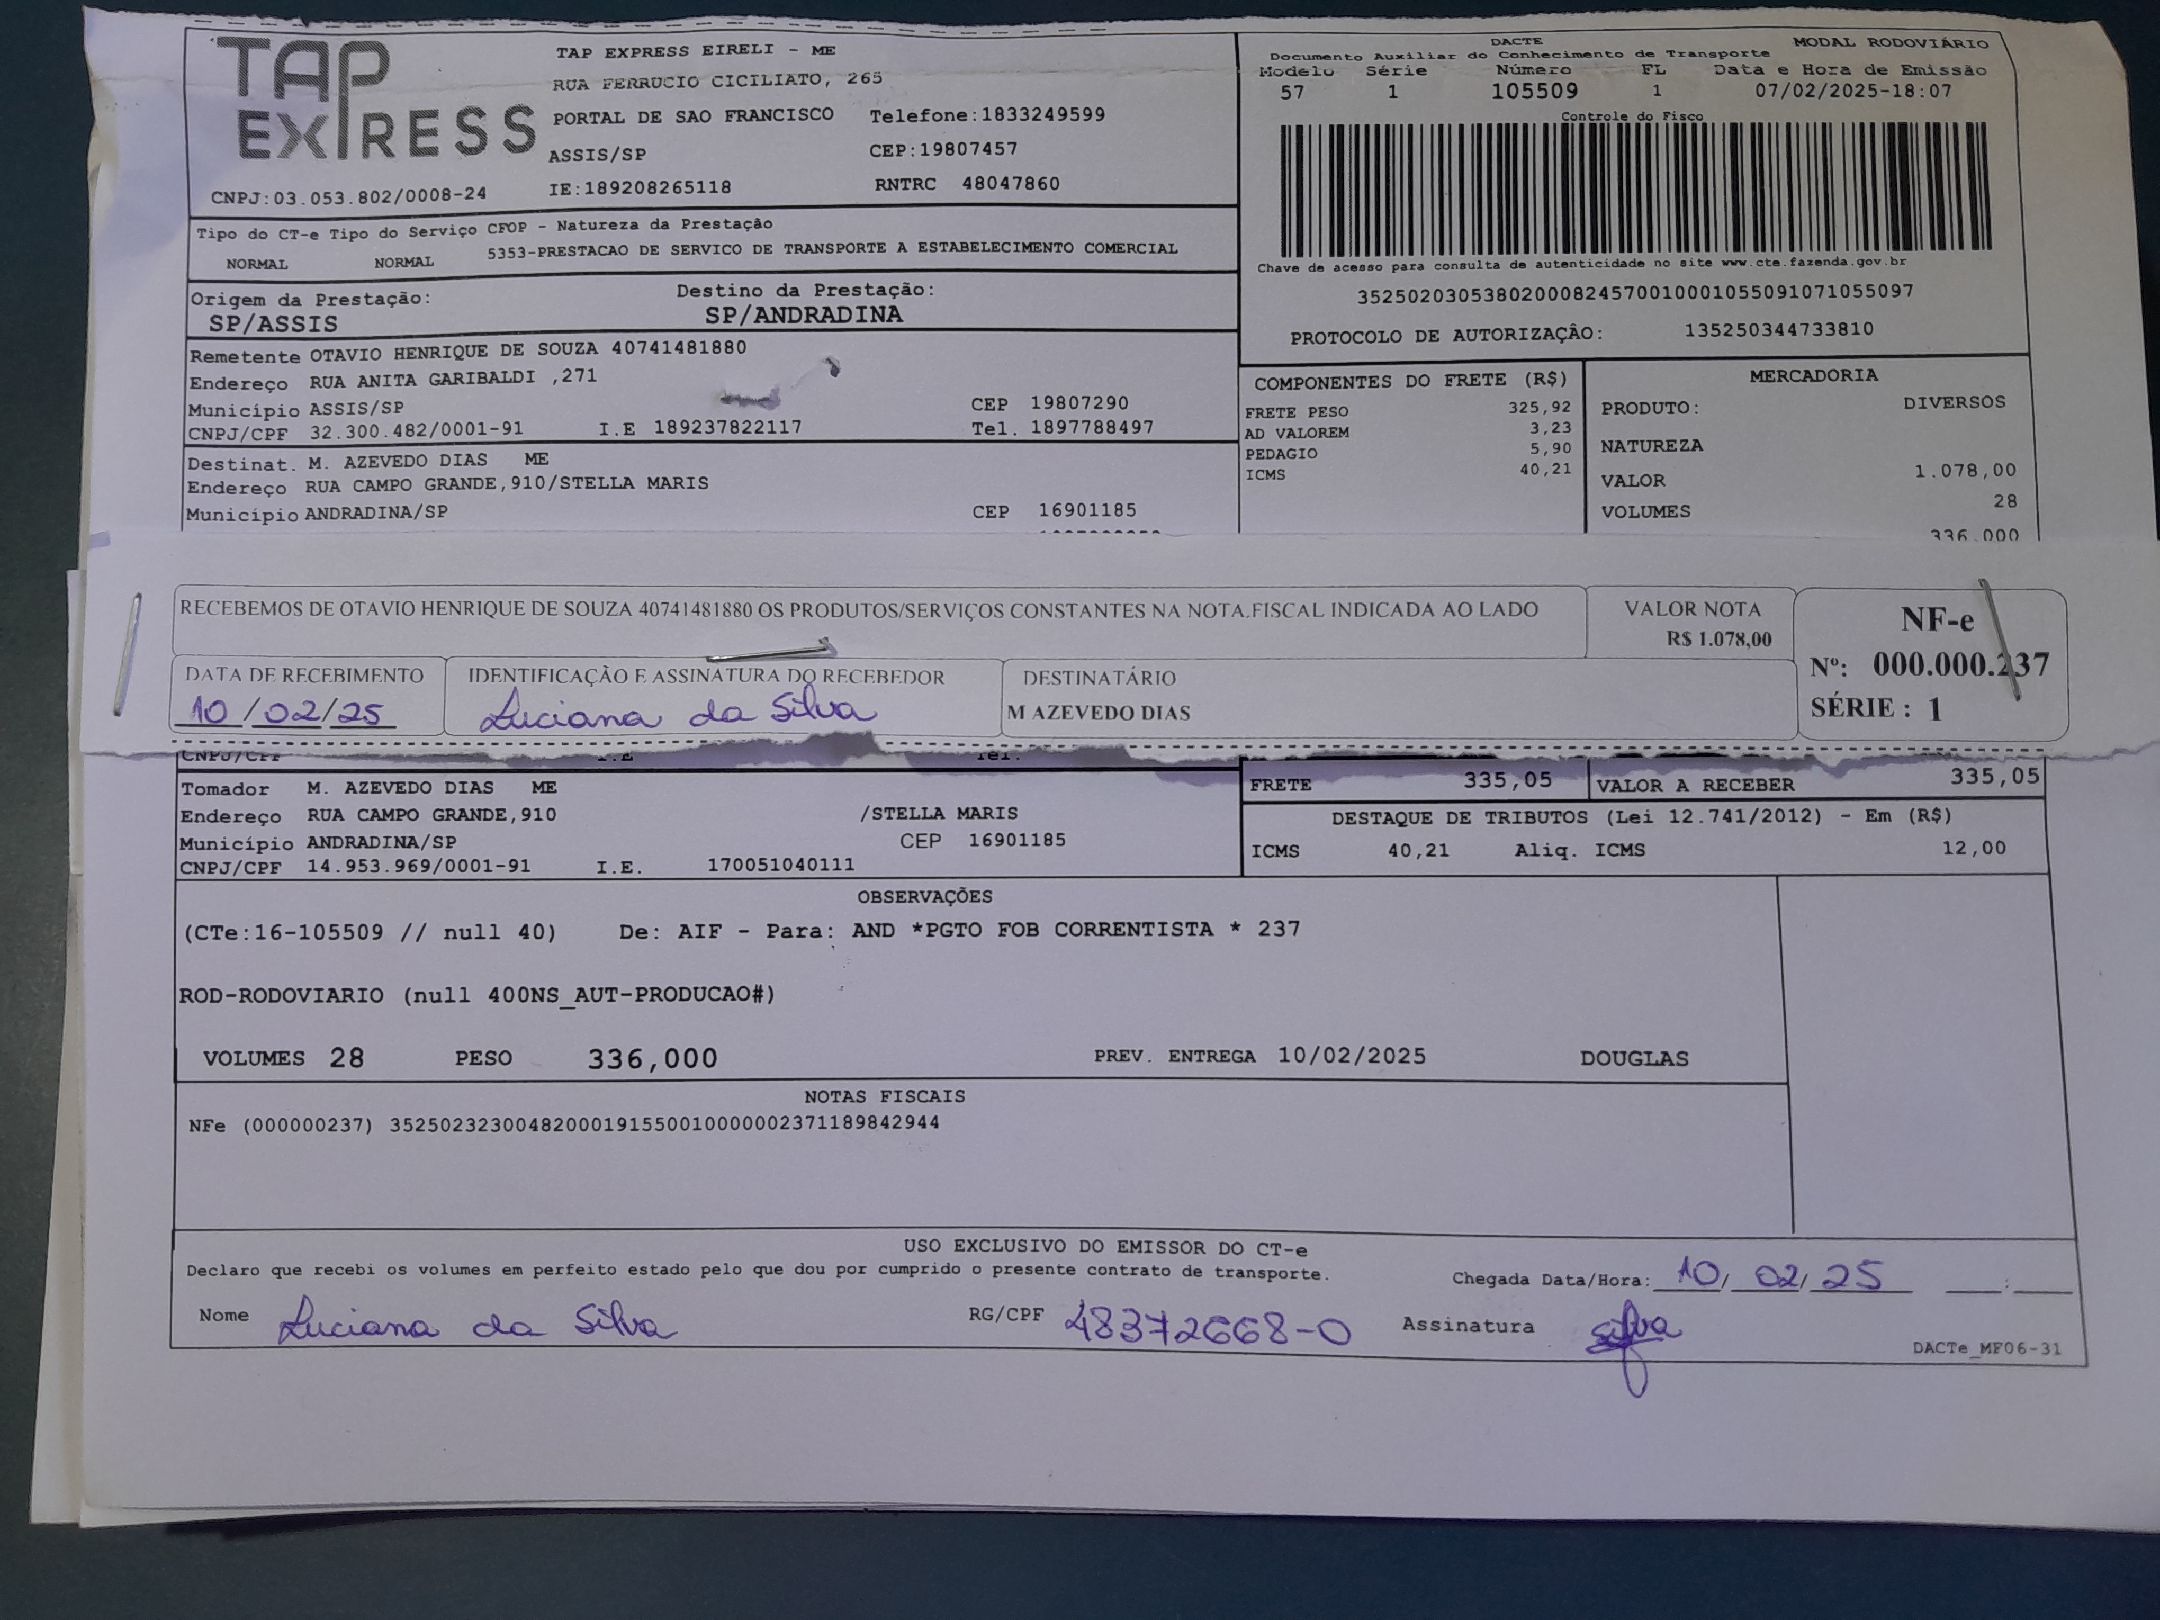 TAP EXPRESS
TAP EXPRESS EIRELI - ME
RUA FERRUCIO CICILIATO, 265
PORTAL DE SAO FRANCISCO Telefone:1833249599
ASSIS/SP CEP:19807457
CNPJ:03.053.802/0008-24 IE:189208265118 RNTRC 48047860
DACTE MODAL RODOVIÁRIO
Documento Auxiliar do Conhecimento de Transporte
Modelo Série Número FL Data e Hora de Emissão
57 1 105509 1 07/02/2025-18:07
Controle do Fisco
Chave de acesso para consulta de autenticidade no site www.cte.fazenda.gov.br
35250203053802000824570010001055091071055097
PROTOCOLO DE AUTORIZAÇÃO: 135250344733810
Tipo do CT-e Tipo do Serviço CFOP - Natureza da Prestação
NORMAL NORMAL 5353-PRESTACAO DE SERVICO DE TRANSPORTE A ESTABELECIMENTO COMERCIAL
Origem da Prestação: Destino da Prestação:
SP/ASSIS SP/ANDRADINA
Remetente OTAVIO HENRIQUE DE SOUZA 40741481880
Endereço RUA ANITA GARIBALDI ,271
Município ASSIS/SP CEP 19807290
CNPJ/CPF 32.300.482/0001-91 I.E 189237822117 Tel. 1897788497
Destinat. M. AZEVEDO DIAS ME
Endereço RUA CAMPO GRANDE,910/STELLA MARIS
Município ANDRADINA/SP CEP 16901185
COMPONENTES DO FRETE (R$)
FRETE PESO 325,92
AD VALOREM 3,23
PEDAGIO 5,90
ICMS 40,21
MERCADORIA
PRODUTO: DIVERSOS
NATUREZA
VALOR 1.078,00
VOLUMES 28
336,000
RECEBEMOS DE OTAVIO HENRIQUE DE SOUZA 40741481880 OS PRODUTOS/SERVIÇOS CONSTANTES NA NOTA.FISCAL INDICADA AO LADO
VALOR NOTA
R$ 1.078,00
NF-e
Nº: 000.000.237
SÉRIE : 1
DATA DE RECEBIMENTO IDENTIFICAÇÃO E ASSINATURA DO RECEBEDOR DESTINATÁRIO
10/02/25 Luciana da Silva M AZEVEDO DIAS
CNPJ/CPF I.E Tel.
Tomador M. AZEVEDO DIAS ME
Endereço RUA CAMPO GRANDE,910 /STELLA MARIS
Município ANDRADINA/SP CEP 16901185
CNPJ/CPF 14.953.969/0001-91 I.E. 170051040111
FRETE 335,05 VALOR A RECEBER 335,05
DESTAQUE DE TRIBUTOS (Lei 12.741/2012) - Em (R$)
ICMS 40,21 Aliq. ICMS 12,00
OBSERVAÇÕES
(CTe:16-105509 // null 40) De: AIF - Para: AND *PGTO FOB CORRENTISTA * 237
ROD-RODOVIARIO (null 400NS_AUT-PRODUCAO#)
VOLUMES 28 PESO 336,000 PREV. ENTREGA 10/02/2025 DOUGLAS
NOTAS FISCAIS
NFe (000000237) 35250232300482000191550010000002371189842944
USO EXCLUSIVO DO EMISSOR DO CT-e
Declaro que recebi os volumes em perfeito estado pelo que dou por cumprido o presente contrato de transporte.
Chegada Data/Hora: 10/ 02/ 25 :
Nome Luciana da Silva RG/CPF 48372668-0 Assinatura Silva
DACTe_MF06-31